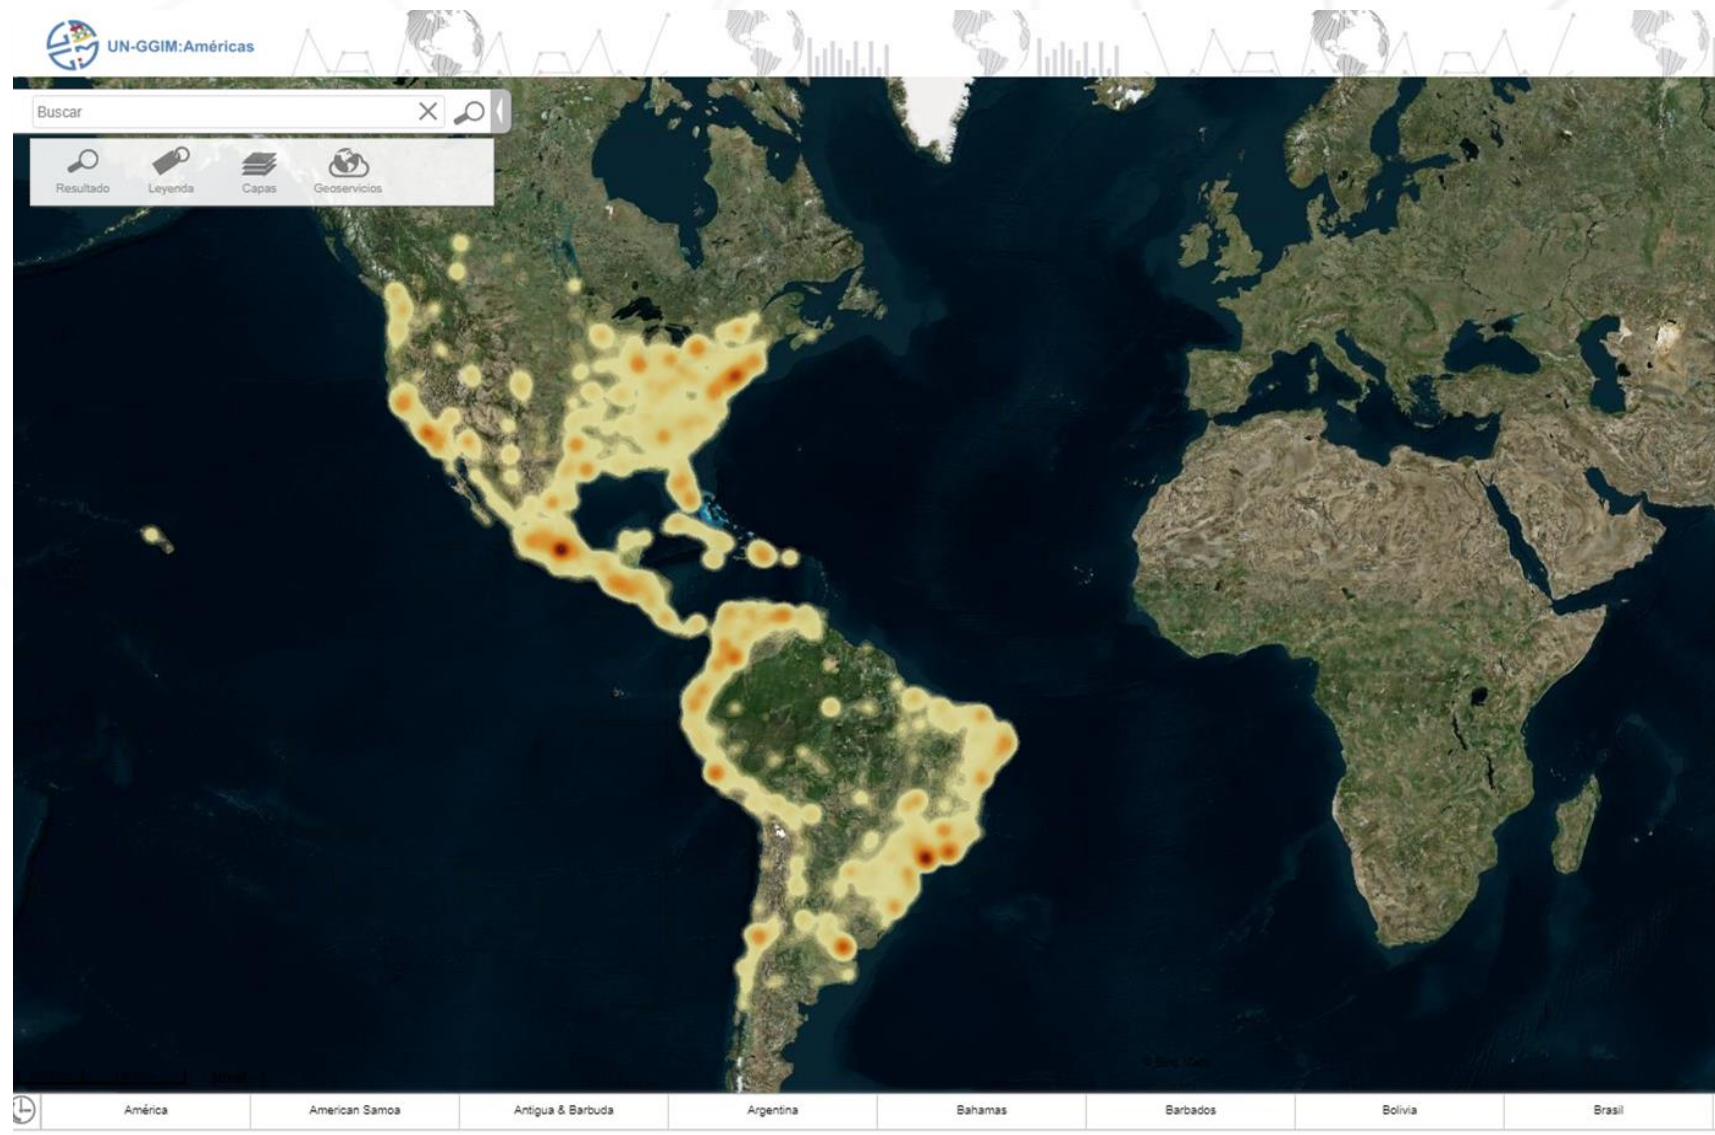 UN-GGIM:Américas
Buscar
Resultado Leyenda Capas Geoservicios
América American Samoa Antigua & Barbuda Argentina Bahamas Barbados Bolivia Brasil